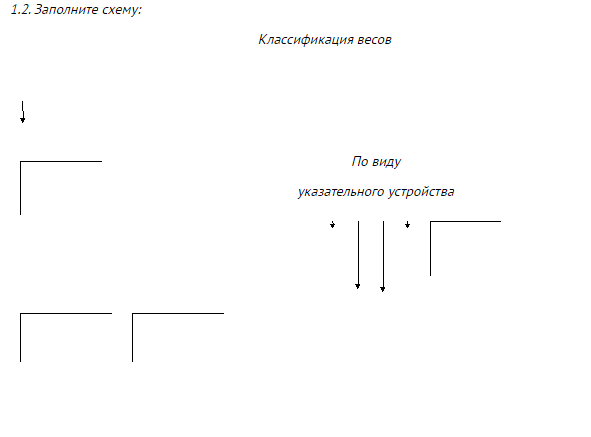 1.2. Заполните схему:
Классификация весов
По виду
указательного устройства